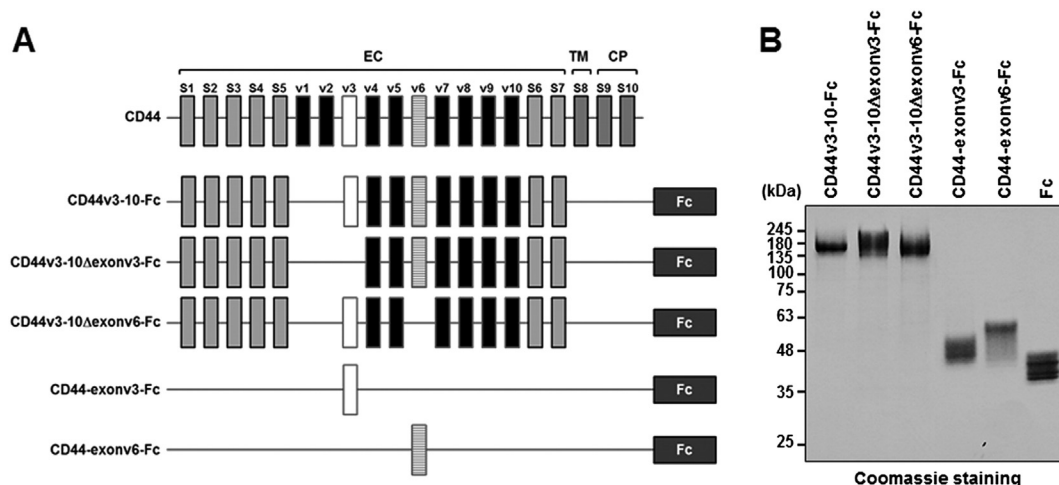 A
EC
TM
CP
S1 S2 S3 S4 S5 v1 v2 v3 v4 v5 v6 v7 v8 v9 v10 S6 S7 S8 S9 S10
CD44
CD44v3-10-Fc
Fc
CD44v3-10Δexonv3-Fc
Fc
CD44v3-10Δexonv6-Fc
Fc
CD44-exonv3-Fc
Fc
CD44-exonv6-Fc
Fc
B
CD44v3-10-Fc
CD44v3-10Δexonv3-Fc
CD44v3-10Δexonv6-Fc
CD44-exonv3-Fc
CD44-exonv6-Fc
Fc
(kDa)
245
180
135
100
75
63
48
35
25
Coomassie staining